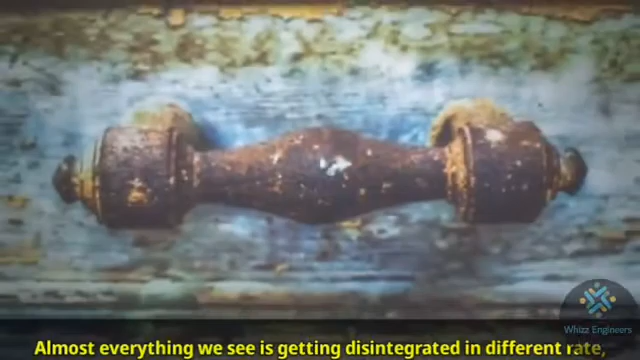 Whizz Engineers
Almost everything we see is getting disintegrated in different rate,